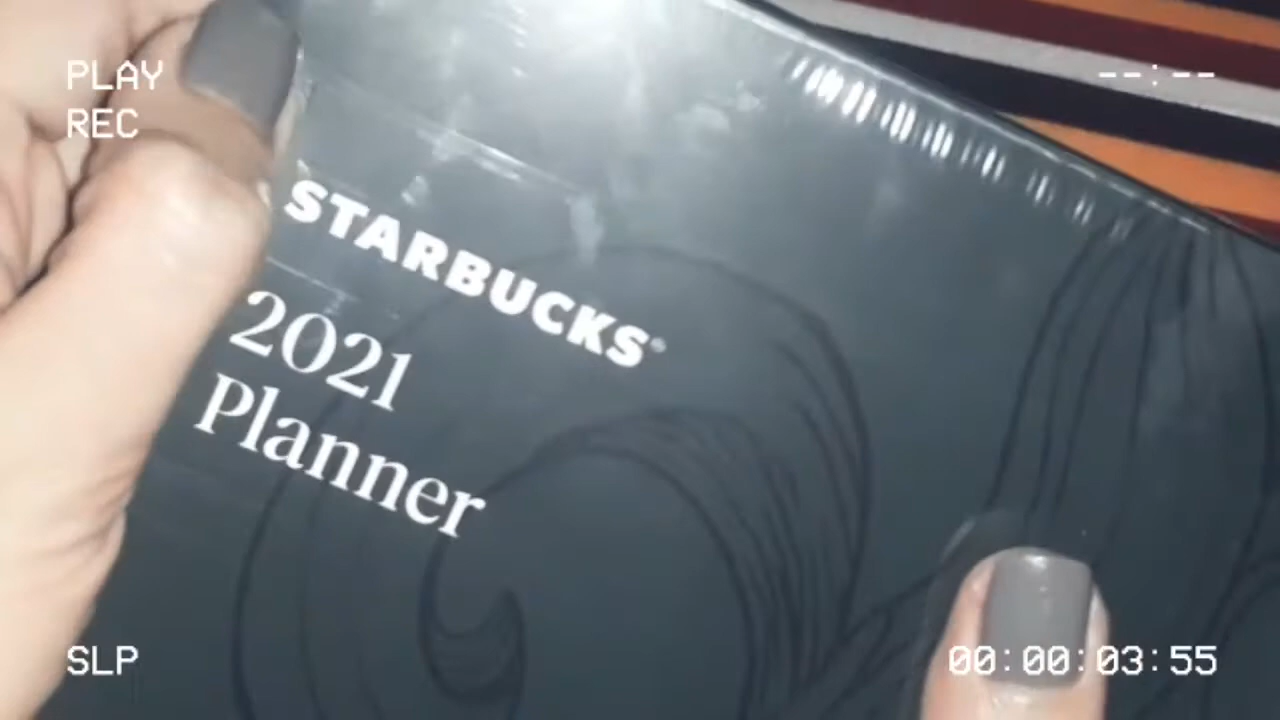 PLAY
--:--
REC
STARBUCKS®
2021
Planner
SLP
00:00:03:55